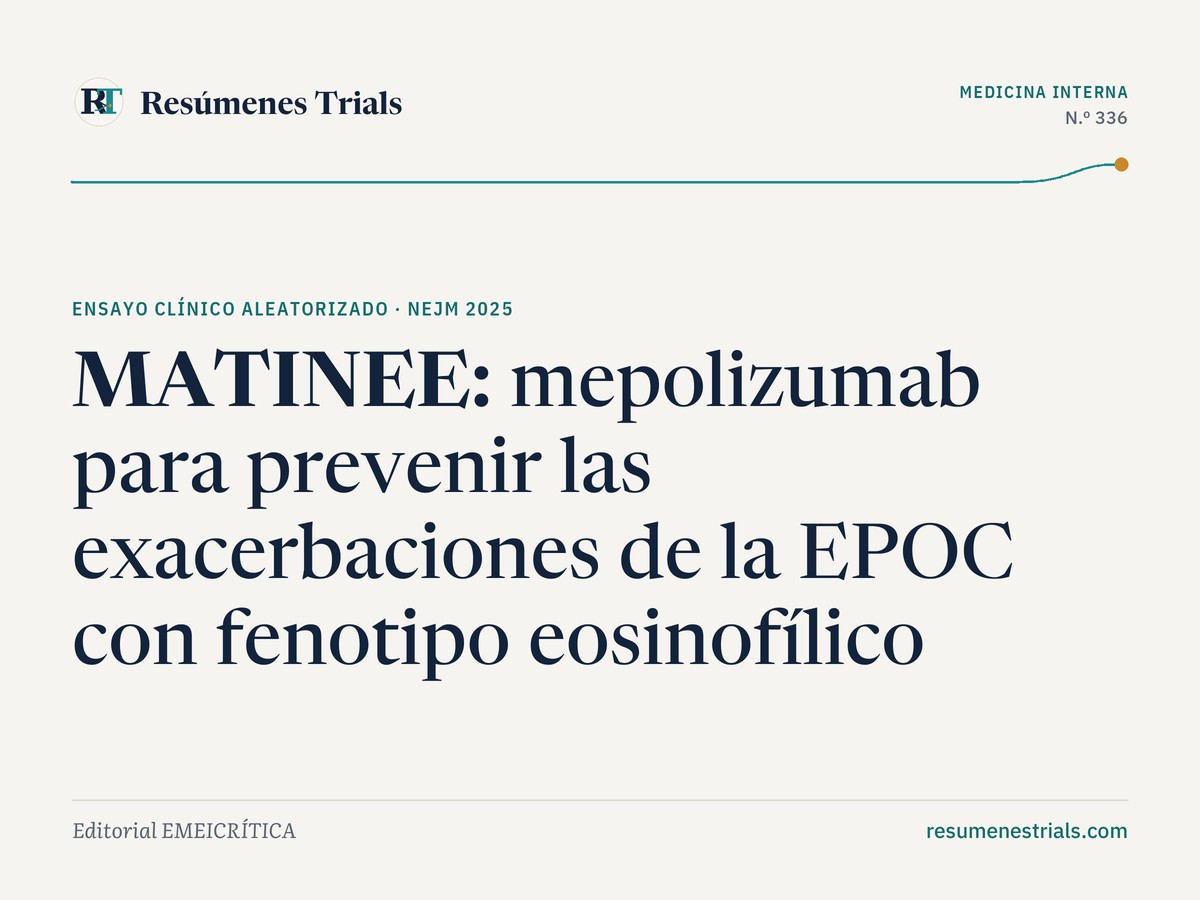 RT Resúmenes Trials
MEDICINA INTERNA
N.º 336
ENSAYO CLÍNICO ALEATORIZADO · NEJM 2025
MATINEE: mepolizumab
para prevenir las
exacerbaciones de la EPOC
con fenotipo eosinofílico
Editorial EMEICRÍTICA
resumenestrials.com